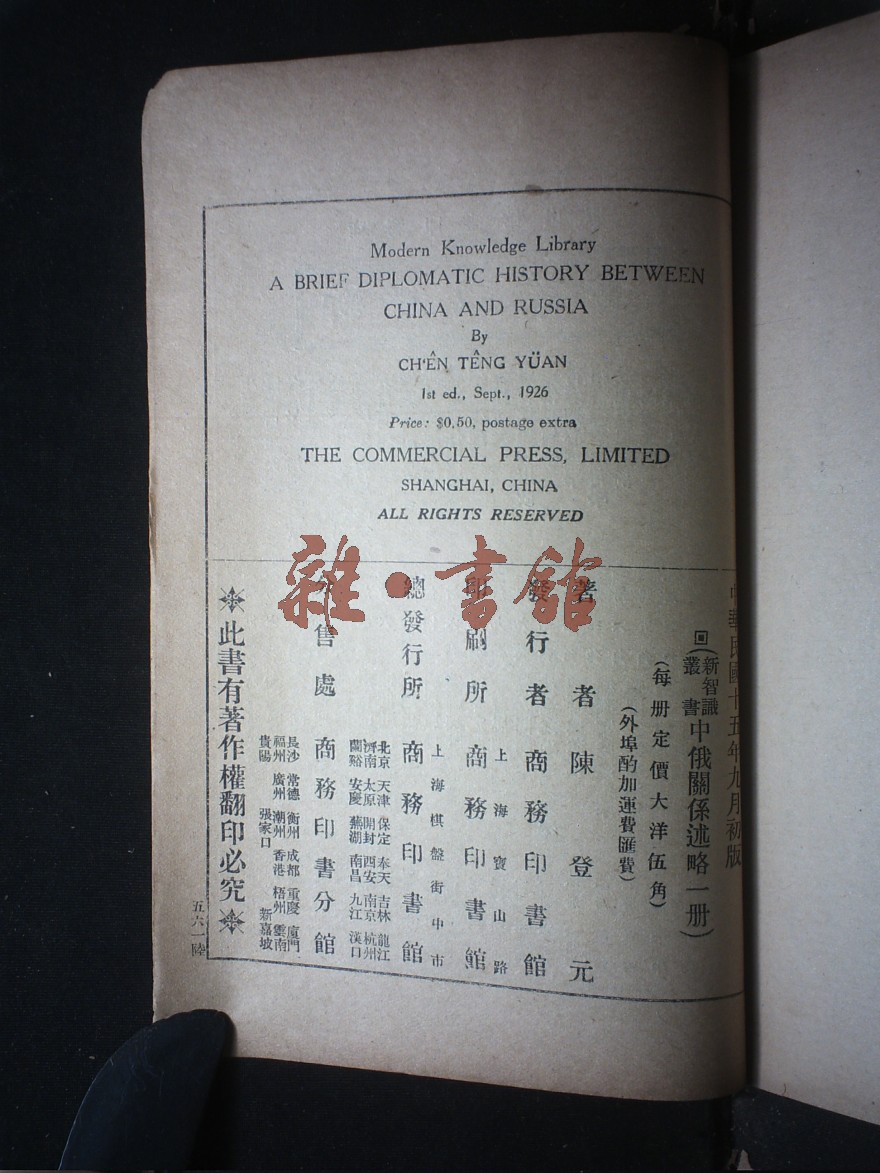 Modern Knowledge Library
A BRIEF DIPLOMATIC HISTORY BETWEEN
CHINA AND RUSSIA
By
CH‘ÊN TÊNG YÜAN
1st ed., Sept., 1926
Price: $0.50, postage extra
THE COMMERCIAL PRESS, LIMITED
SHANGHAI, CHINA
ALL RIGHTS RESERVED
雜·書館
中華民國十五年九月初版
回(新智識叢書中俄關係述略一册)
(每册定價大洋伍角)
(外埠酌加運費匯費)
著者陳登元
發行者商務印書館
上海寶山路
印刷所商務印書館
上海棋盤街中市
總發行所商務印書館
北京 天津 保定 奉天 吉林 龍江
濟南 太原 開封 西安 南京 杭州
蘭谿 安慶 蕪湖 南昌 九江 漢口
分售處商務印書分館
長沙 常德 衡州 成都 重慶 廈門
福州 廣州 潮州 香港 梧州 雲南
貴陽 張家口 新嘉坡
此書有著作權翻印必究
五六一陸